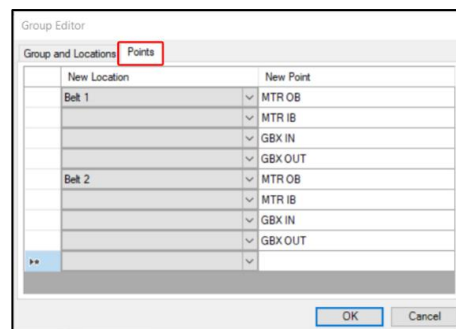 Group Editor
Group and Locations Points
New Location New Point
Belt 1 MTR OB
MTR IB
GBX IN
GBX OUT
Belt 2 MTR OB
MTR IB
GBX IN
GBX OUT
OK Cancel